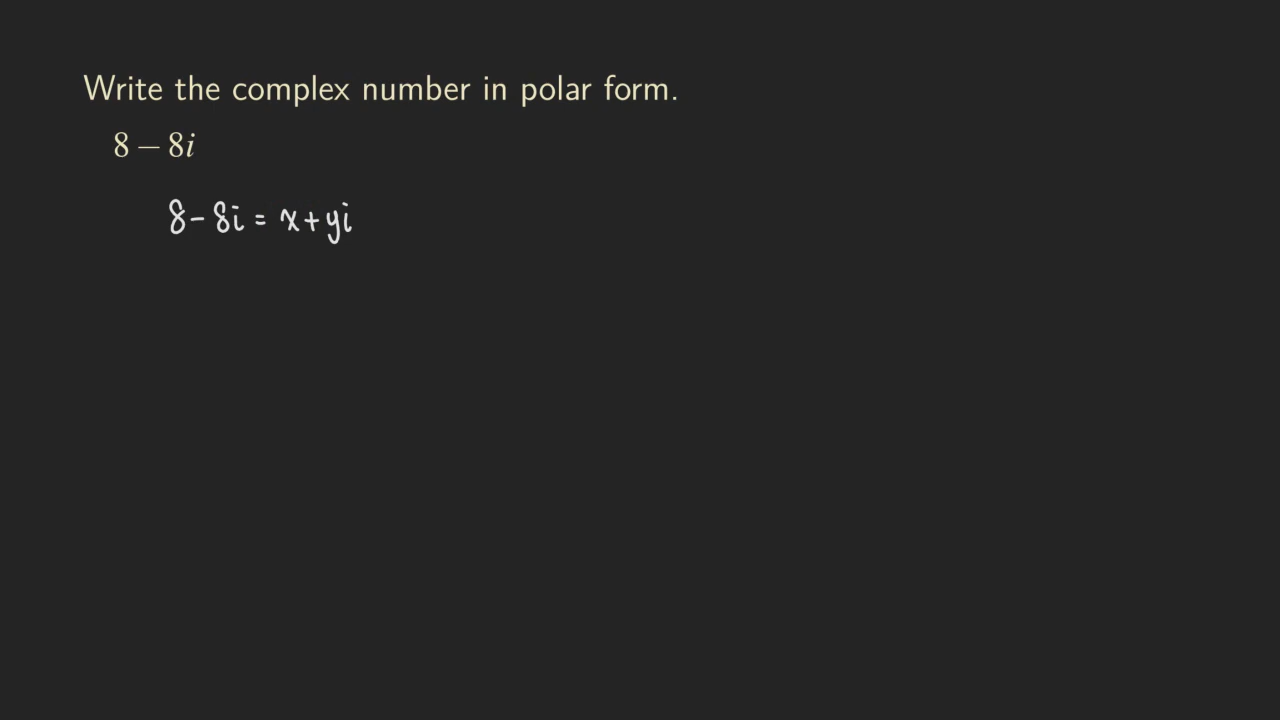 Write the complex number in polar form.
8 − 8i
8 - 8i = x + yi